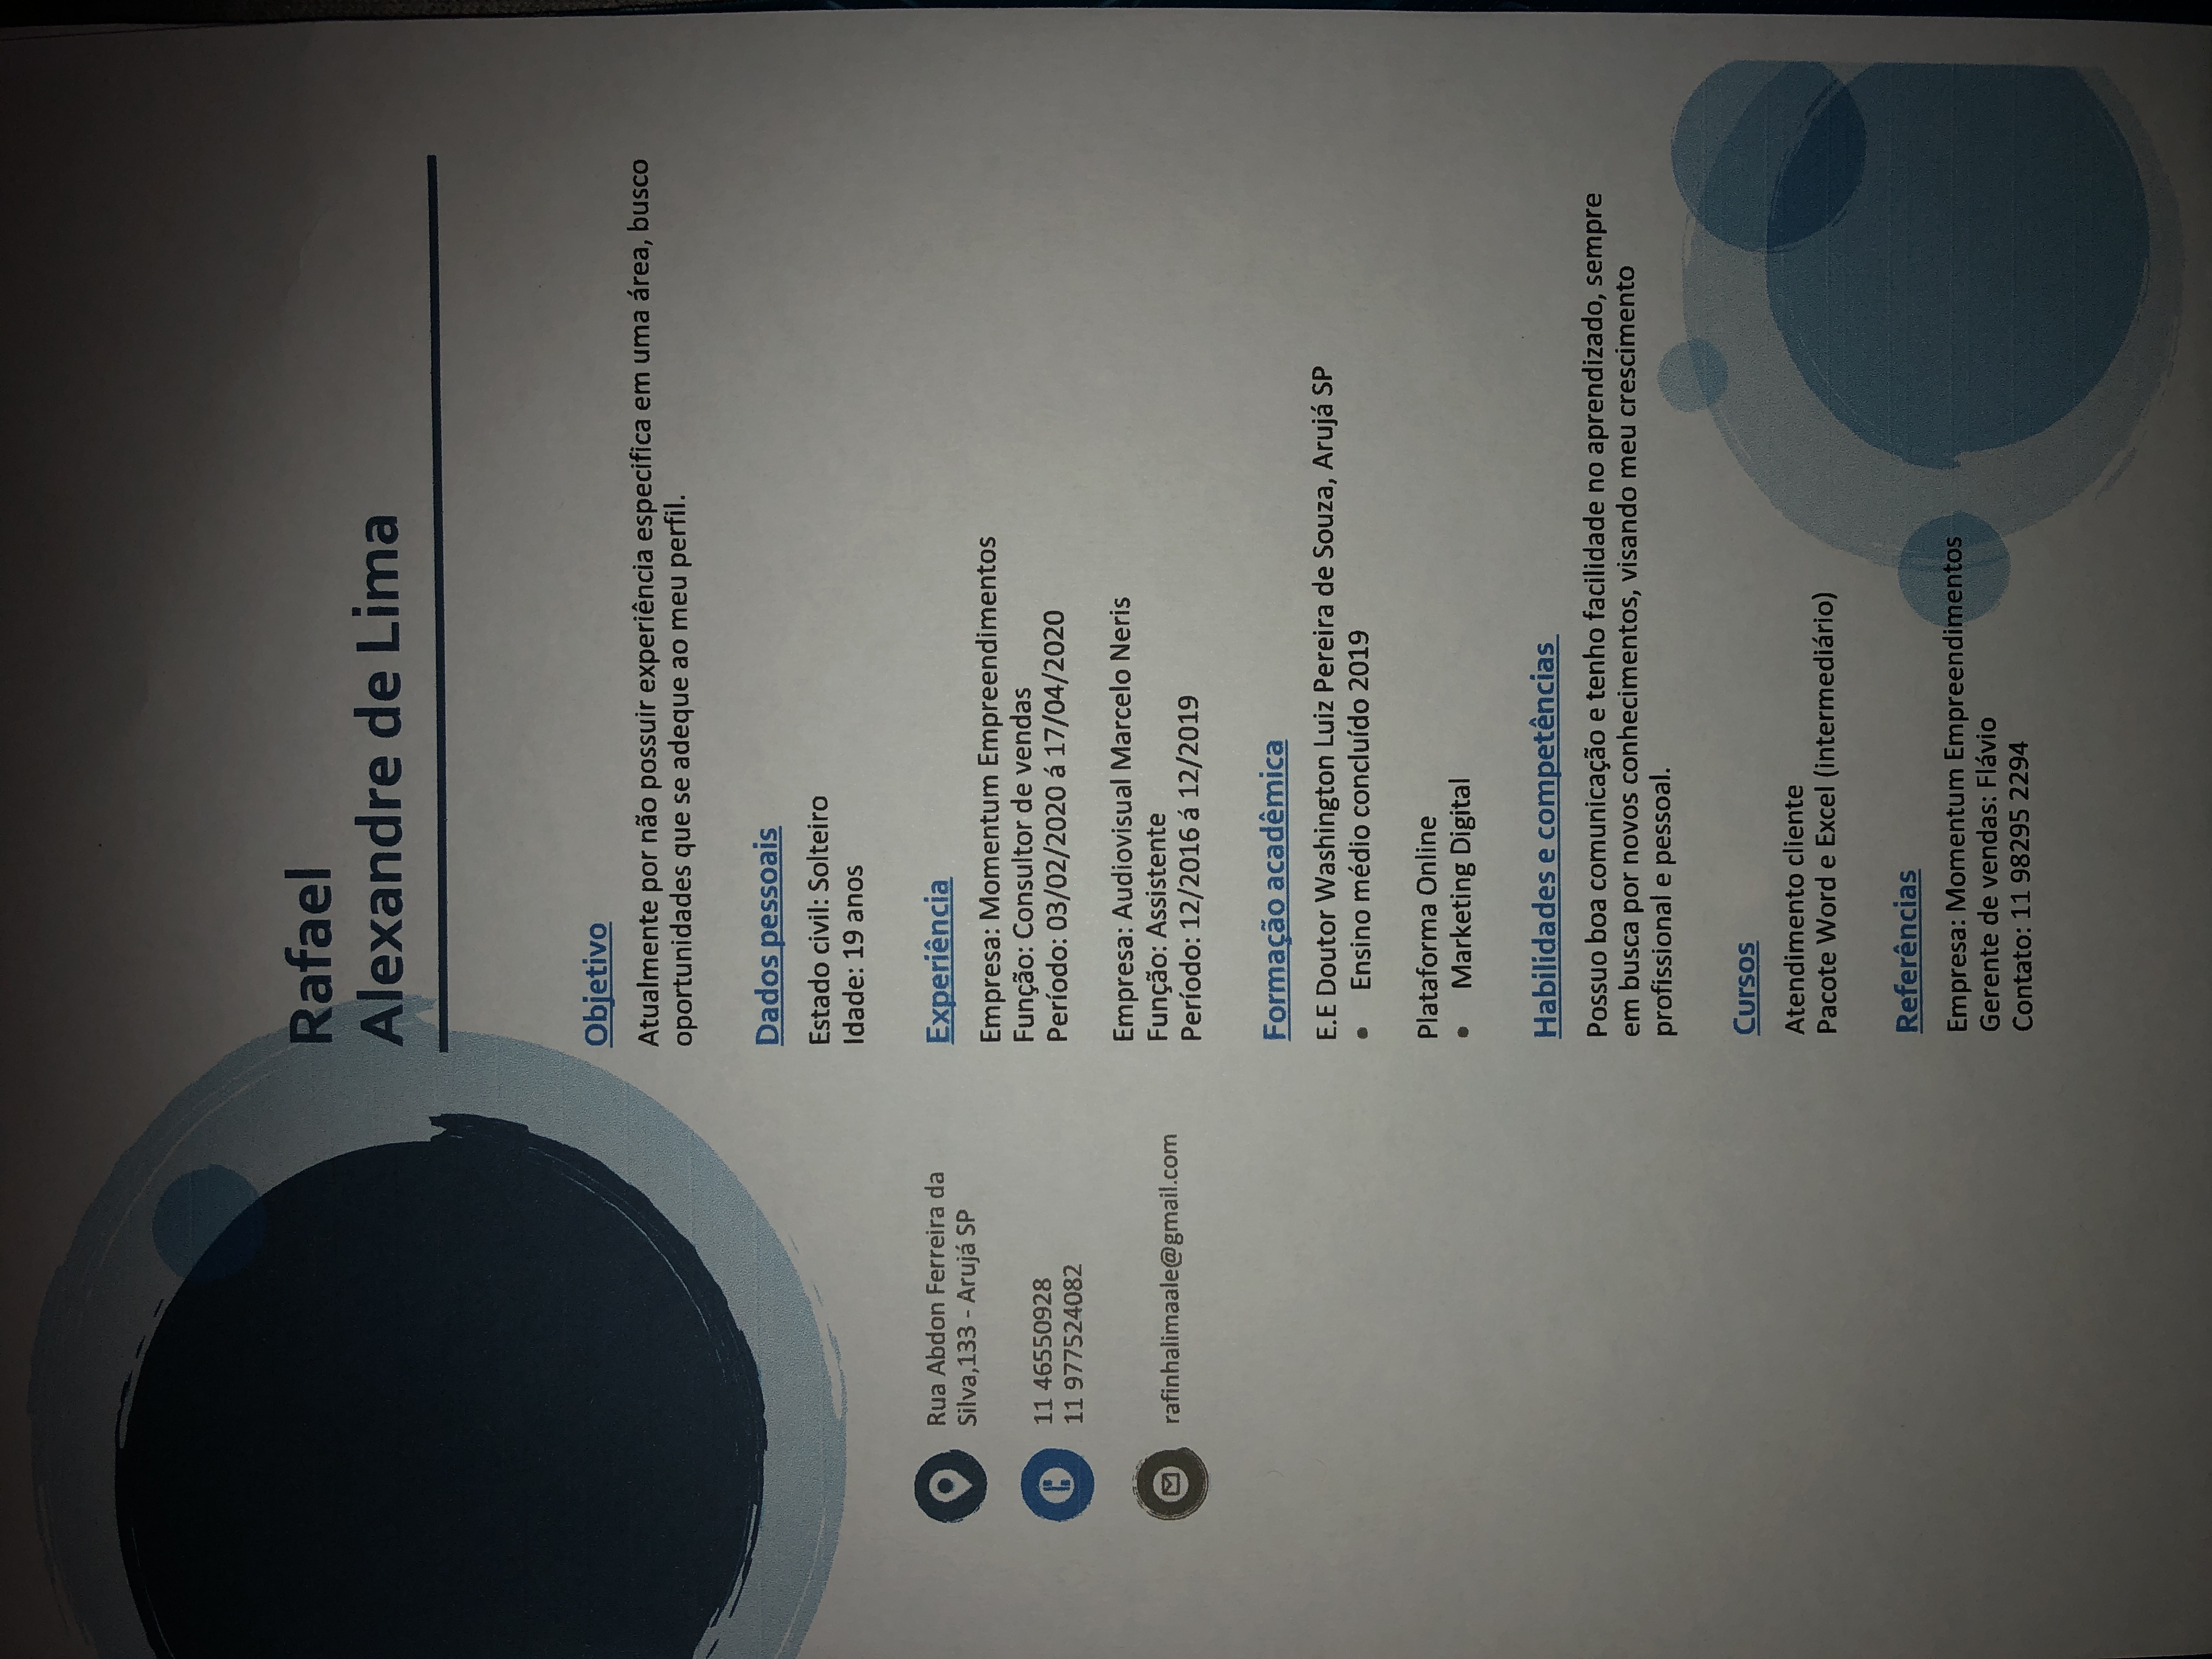 Rafael
Alexandre de Lima
Objetivo
Atualmente por não possuir experiência especifica em uma área, busco
oportunidades que se adeque ao meu perfil.
Dados pessoais
Estado civil: Solteiro
Idade: 19 anos
Rua Abdon Ferreira da
Silva,133 - Arujá SP
11 46550928
11 977524082
rafinhalimaale@gmail.com
Experiência
Empresa: Momentum Empreendimentos
Função: Consultor de vendas
Período: 03/02/2020 á 17/04/2020
Empresa: Audiovisual Marcelo Neris
Função: Assistente
Período: 12/2016 á 12/2019
Formação acadêmica
E.E Doutor Washington Luiz Pereira de Souza, Arujá SP
• Ensino médio concluído 2019
Plataforma Online
• Marketing Digital
Habilidades e competências
Possuo boa comunicação e tenho facilidade no aprendizado, sempre
em busca por novos conhecimentos, visando meu crescimento
profissional e pessoal.
Cursos
Atendimento cliente
Pacote Word e Excel (intermediário)
Referências
Empresa: Momentum Empreendimentos
Gerente de vendas: Flávio
Contato: 11 98295 2294